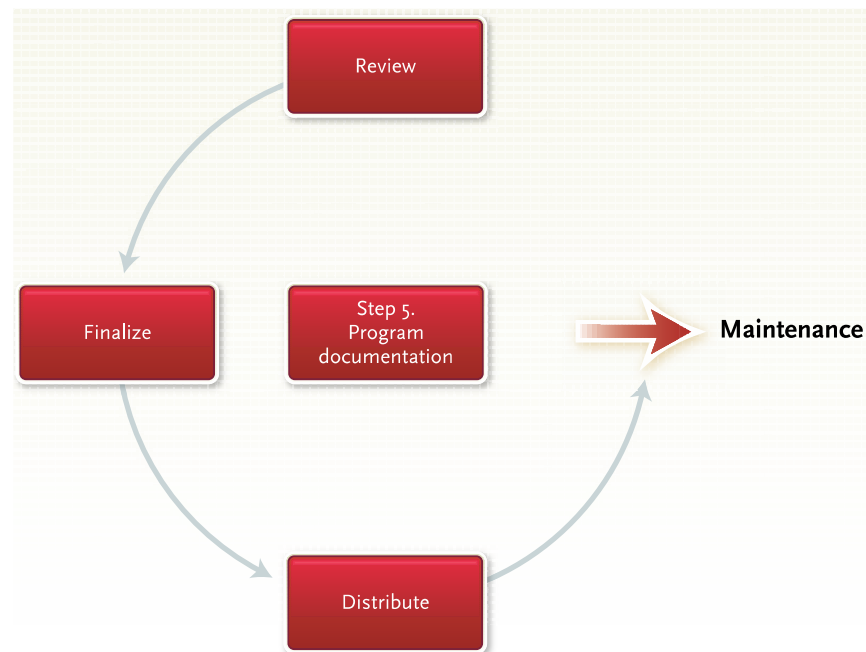 Review
Finalize
Step 5.
Program
documentation
Maintenance
Distribute